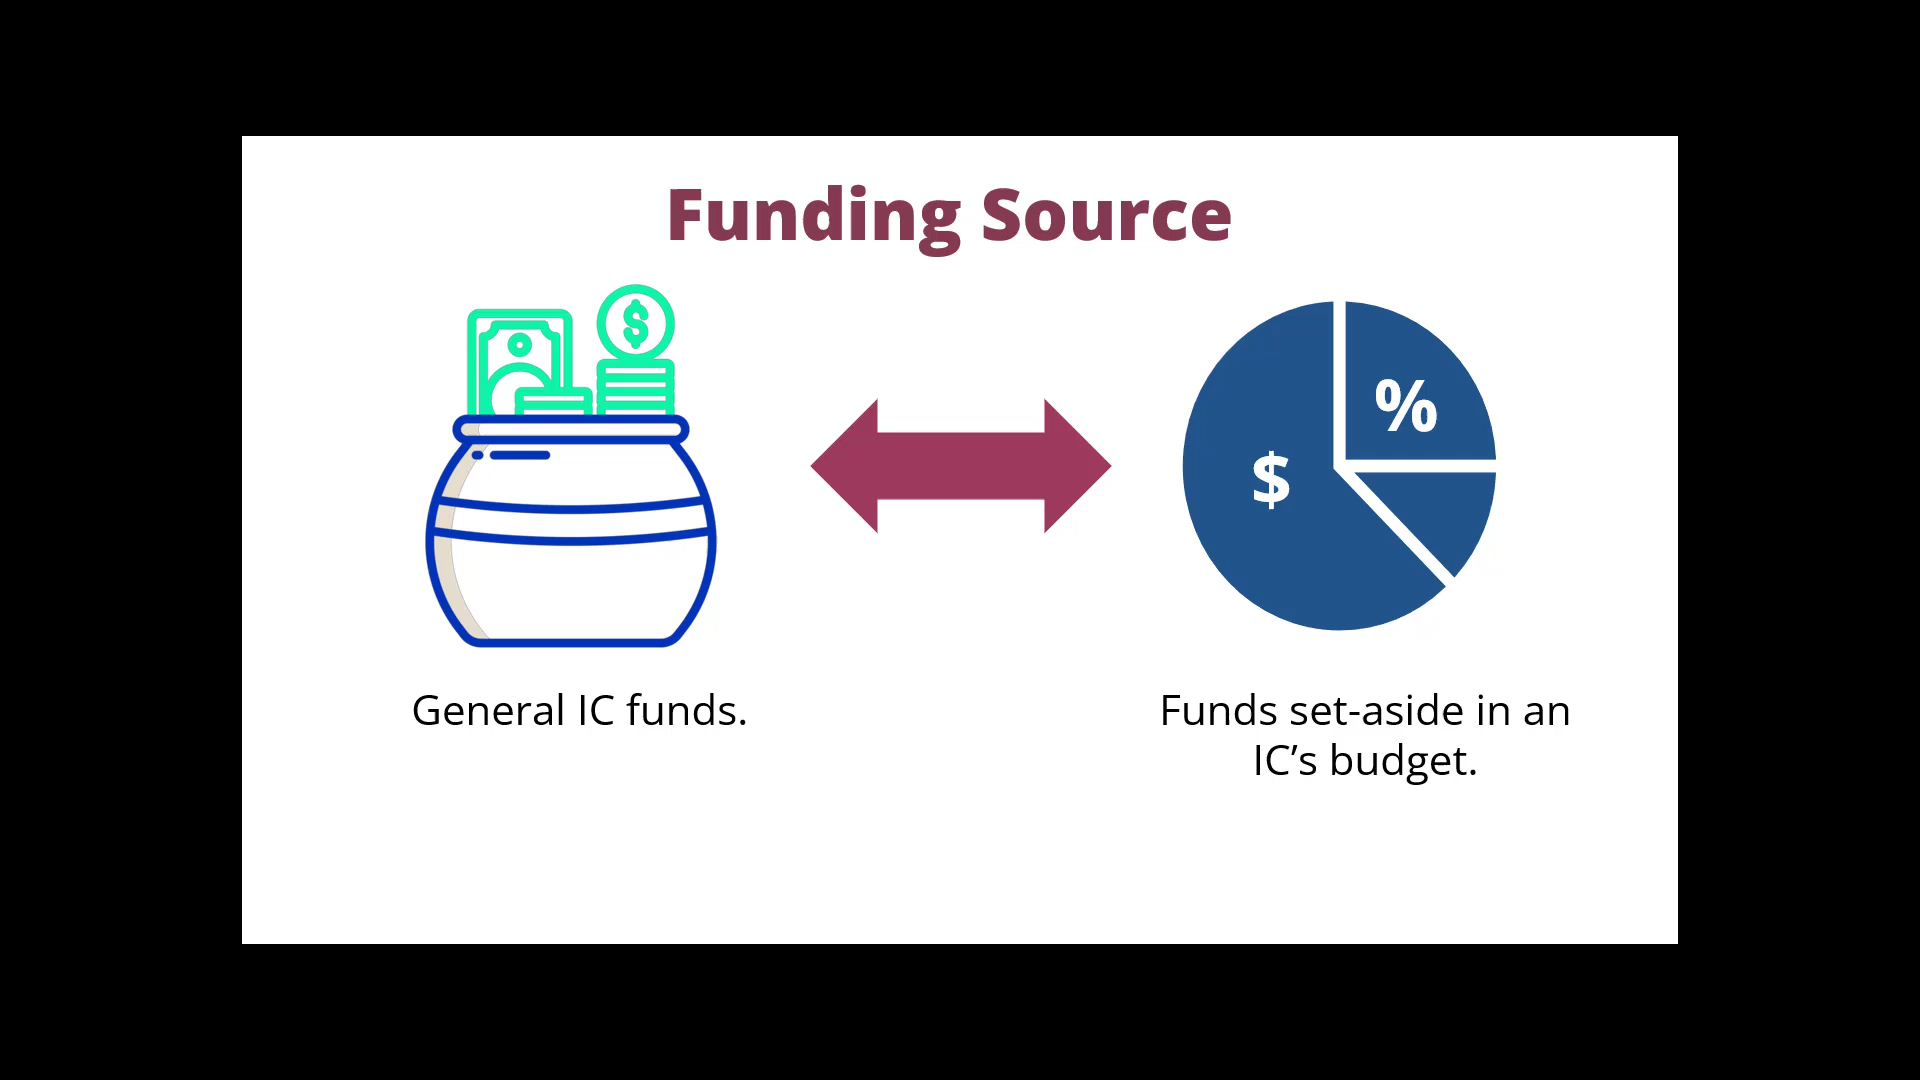 Funding Source
$
%
$
General IC funds.
Funds set-aside in an
IC’s budget.